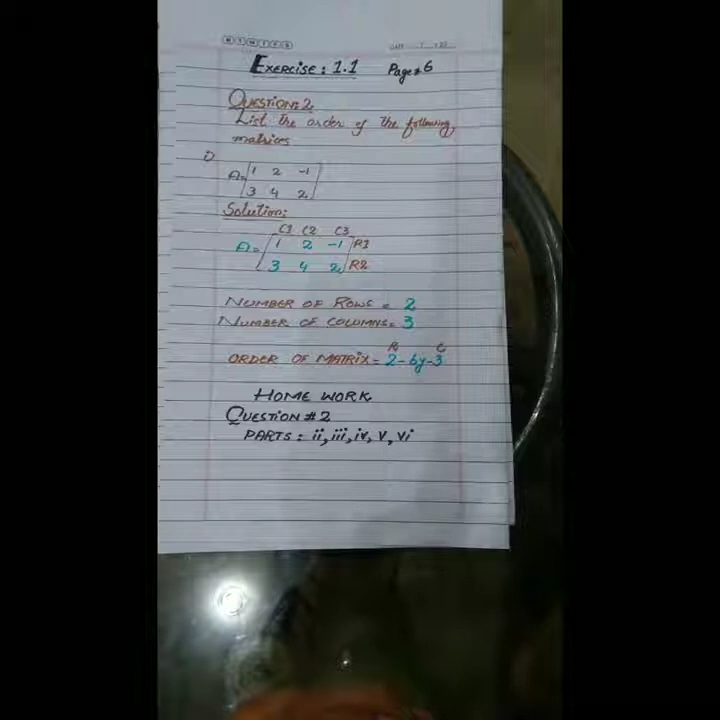 MTWTFS
DATE
EXERCISE: 1.1 Page#6
QUESTION:2
List the order of the following
matrices
i)
A= 1 2 -1
3 4 2
Solution:
C1 C2 C3
A= 1 2 -1 R1
3 4 2 R2
NUMBER OF ROWS = 2
NUMBER OF COLUMNS= 3
R C
ORDER OF MATRIX = 2-by-3
HOME WORK
QUESTION #2
PARTS: ii,iii,iv,v,vi